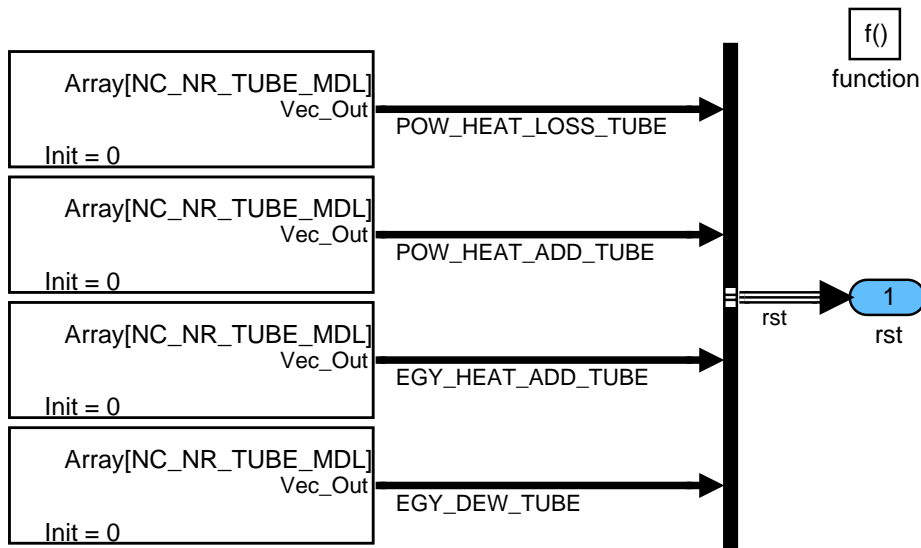 f()
function
Array[NC_NR_TUBE_MDL]
Vec_Out
Init = 0
POW_HEAT_LOSS_TUBE
Array[NC_NR_TUBE_MDL]
Vec_Out
Init = 0
POW_HEAT_ADD_TUBE
Array[NC_NR_TUBE_MDL]
Vec_Out
Init = 0
EGY_HEAT_ADD_TUBE
Array[NC_NR_TUBE_MDL]
Vec_Out
Init = 0
EGY_DEW_TUBE
rst
1
rst